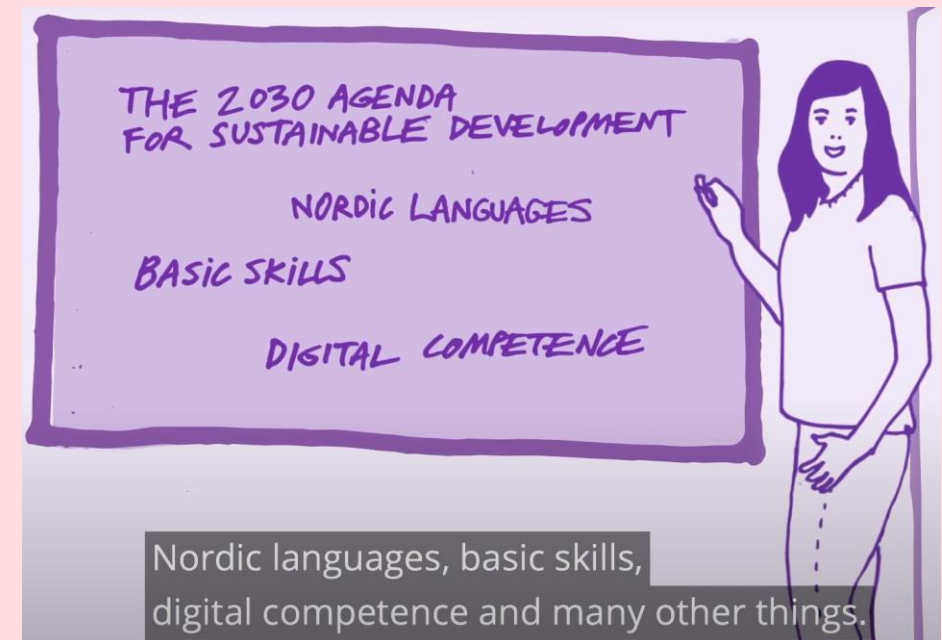 THE 2030 AGENDA
FOR SUSTAINABLE DEVELOPMENT
NORDIC LANGUAGES
BASIC SKILLS
DIGITAL COMPETENCE
Nordic languages, basic skills,
digital competence and many other things.